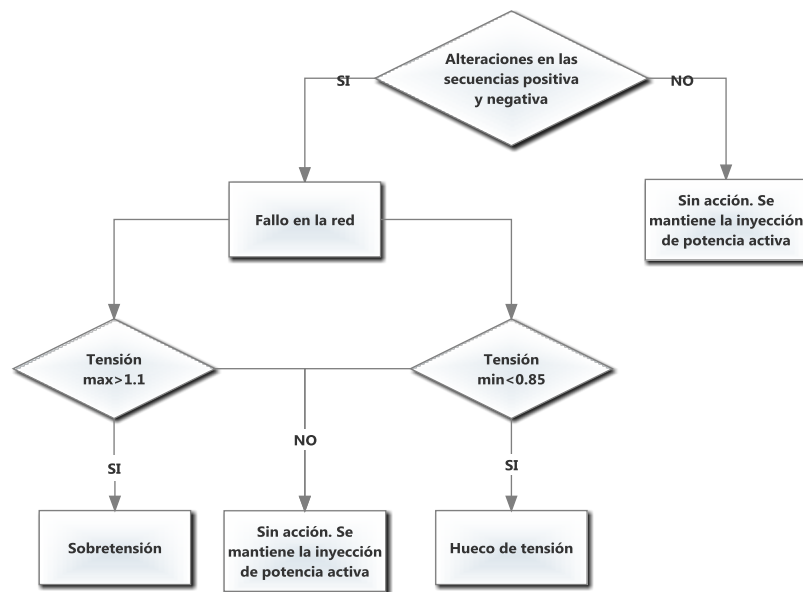 Alteraciones en las
secuencias positiva
y negativa
SI
NO
Sin acción. Se
mantiene la inyección
de potencia activa
Fallo en la red
Tensión
max>1.1
Tensión
min<0.85
NO
SI
SI
Sobretensión
Sin acción. Se
mantiene la inyección
de potencia activa
Hueco de tensión